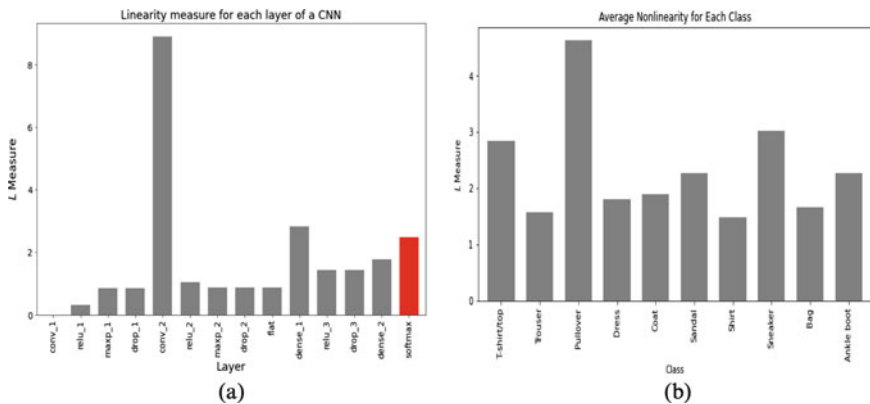 Linearity measure for each layer of a CNN
L Measure
8
6
4
2
0
conv_1
relu_1
maxp_1
drop_1
conv_2
relu_2
maxp_2
drop_2
flat
dense_1
relu_3
drop_3
dense_2
softmax
Layer
(a)
Average Nonlinearity for Each Class
L Measure
4
3
2
1
0
T-shirt/top
Trouser
Pullover
Dress
Coat
Sandal
Shirt
Sneaker
Bag
Ankle boot
Class
(b)